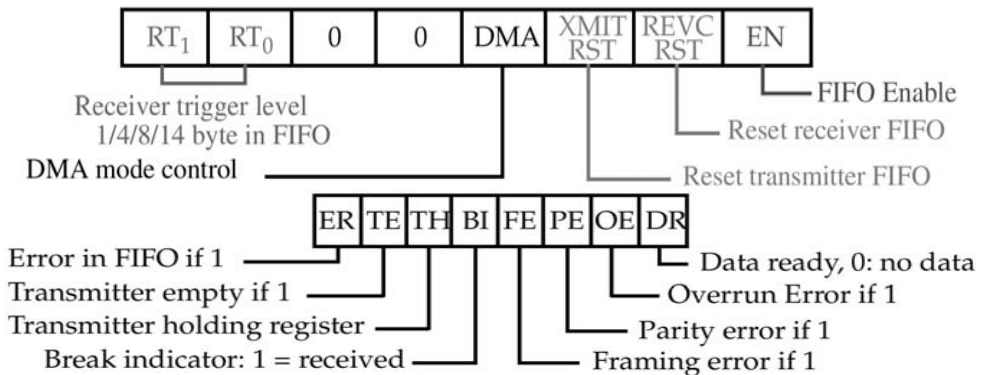 RT1 RT0 0 0 DMA XMIT RST REVC RST EN
FIFO Enable
Receiver trigger level
1/4/8/14 byte in FIFO
Reset receiver FIFO
DMA mode control
Reset transmitter FIFO
ER TE TH BI FE PE OE DR
Error in FIFO if 1
Data ready, 0: no data
Transmitter empty if 1
Overrun Error if 1
Transmitter holding register
Parity error if 1
Break indicator: 1 = received
Framing error if 1